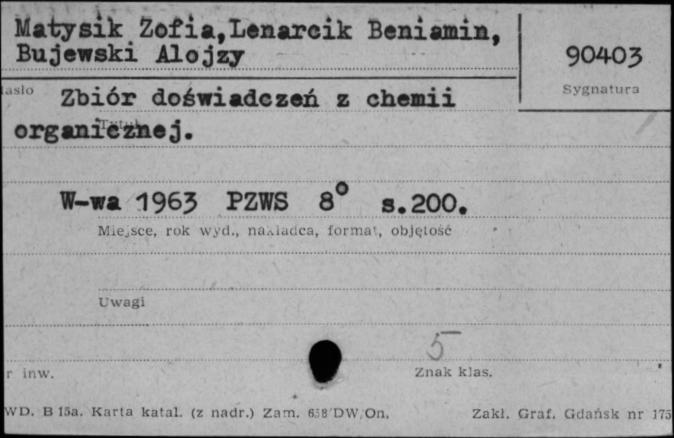 Matysik Zofia,Lenarcik Beniamin,
Bujewski Alojzy
90403
Sygnatura
asło
Zbiór doświadczeń z chemii
organicznej.
Tytuł
W-wa 1963 PZWS 8° s.200.
Miejsce, rok wyd., nakładca, format, objętość
Uwagi
5
r inw.
Znak klas.
WD. B 15a. Karta katal. (z nadr.) Zam. 658 DW/On.
Zakł. Graf. Gdańsk nr 175